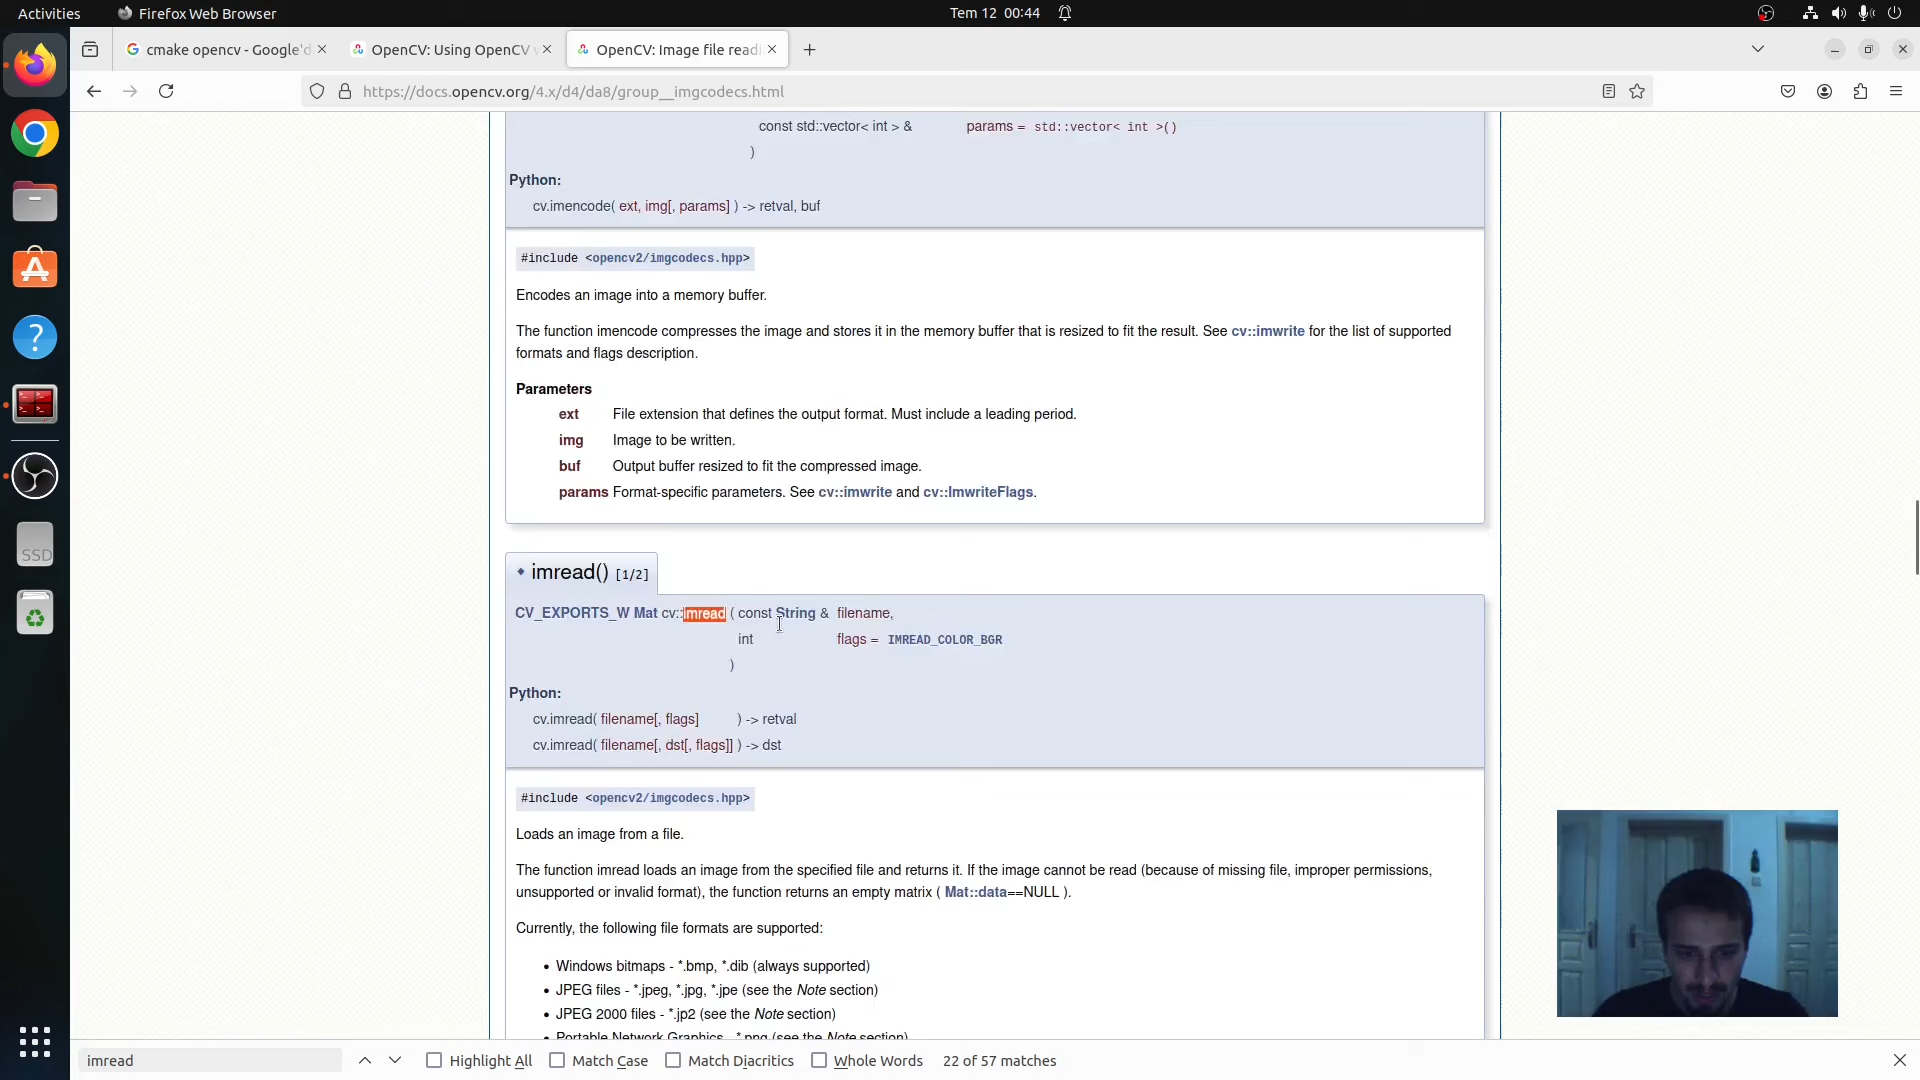 Activities
Firefox Web Browser
Tem 12 00:44
cmake opencv - Google'd
OpenCV: Using OpenCV
OpenCV: Image file readi
https://docs.opencv.org/4.x/d4/da8/group__imgcodecs.html
const std::vector< int > & params = std::vector< int >()
)
Python:
cv.imencode( ext, img[, params] ) -> retval, buf
#include <opencv2/imgcodecs.hpp>
Encodes an image into a memory buffer.
The function imencode compresses the image and stores it in the memory buffer that is resized to fit the result. See cv::imwrite for the list of supported
formats and flags description.
Parameters
ext File extension that defines the output format. Must include a leading period.
img Image to be written.
buf Output buffer resized to fit the compressed image.
params Format-specific parameters. See cv::imwrite and cv::ImwriteFlags.
SSD
imread() [1/2]
CV_EXPORTS_W Mat cv::imread ( const String & filename,
int flags = IMREAD_COLOR_BGR
)
Python:
cv.imread( filename[, flags] ) -> retval
cv.imread( filename[, dst[, flags]] ) -> dst
#include <opencv2/imgcodecs.hpp>
Loads an image from a file.
The function imread loads an image from the specified file and returns it. If the image cannot be read (because of missing file, improper permissions,
unsupported or invalid format), the function returns an empty matrix ( Mat::data==NULL ).
Currently, the following file formats are supported:
• Windows bitmaps - *.bmp, *.dib (always supported)
• JPEG files - *.jpeg, *.jpg, *.jpe (see the Note section)
• JPEG 2000 files - *.jp2 (see the Note section)
• Portable Network Graphics - *.png (see the Note section)
imread
Highlight All
Match Case
Match Diacritics
Whole Words
22 of 57 matches